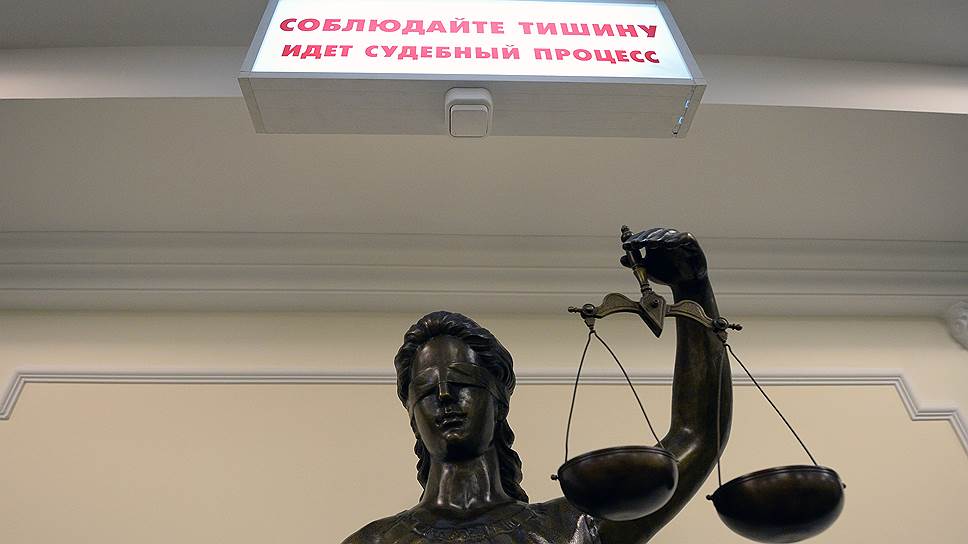 СОБЛЮДАЙТЕ ТИШИНУ
ИДЕТ СУДЕБНЫЙ ПРОЦЕСС